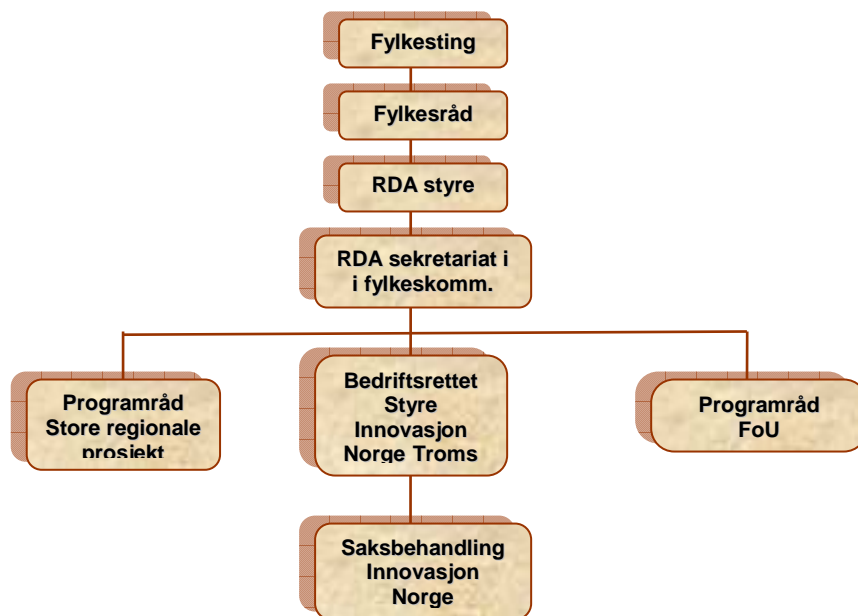 Fylkesting
Fylkesråd
RDA styre
RDA sekretariat i
i fylkeskomm.
Programråd
Store regionale
prosjekt
Bedriftsrettet
Styre
Innovasjon
Norge Troms
Programråd
FoU
Saksbehandling
Innovasjon
Norge